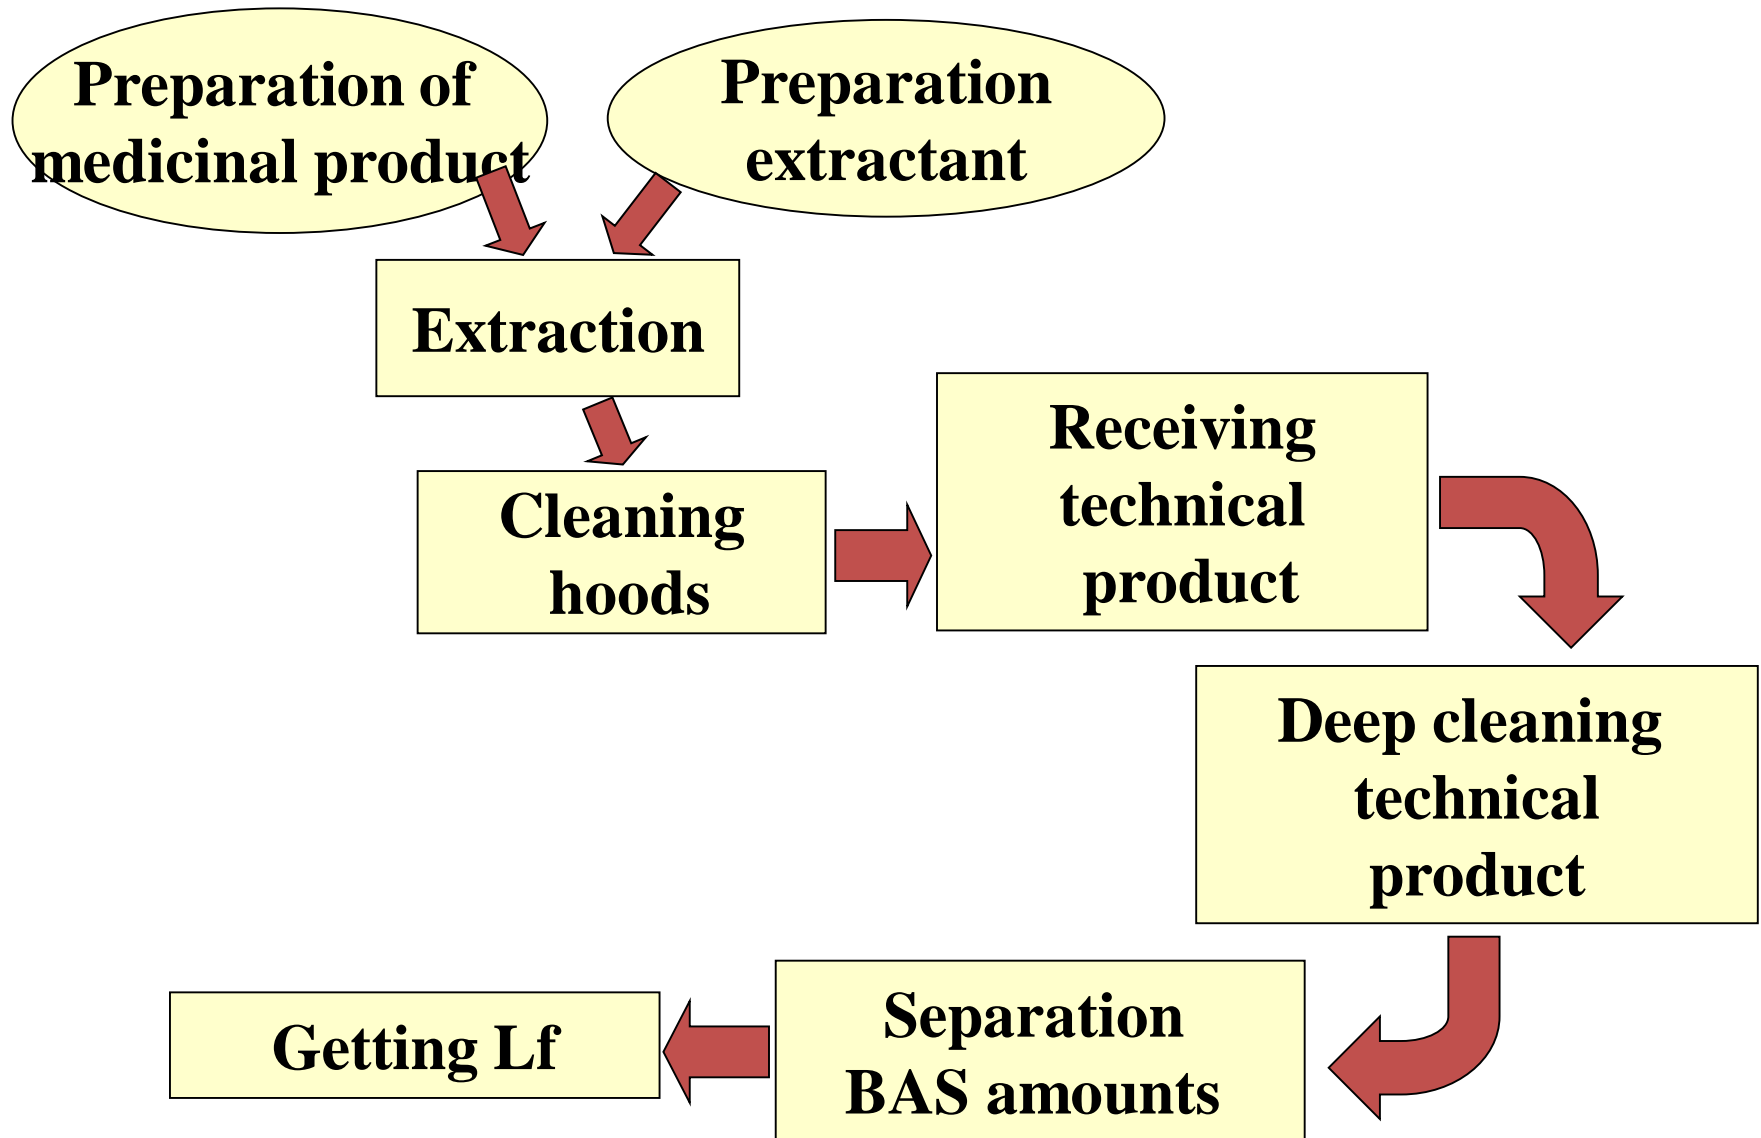 Preparation of
medicinal product
Preparation
extractant
Extraction
Cleaning
hoods
Receiving
technical
product
Deep cleaning
technical
product
Separation
BAS amounts
Getting Lf